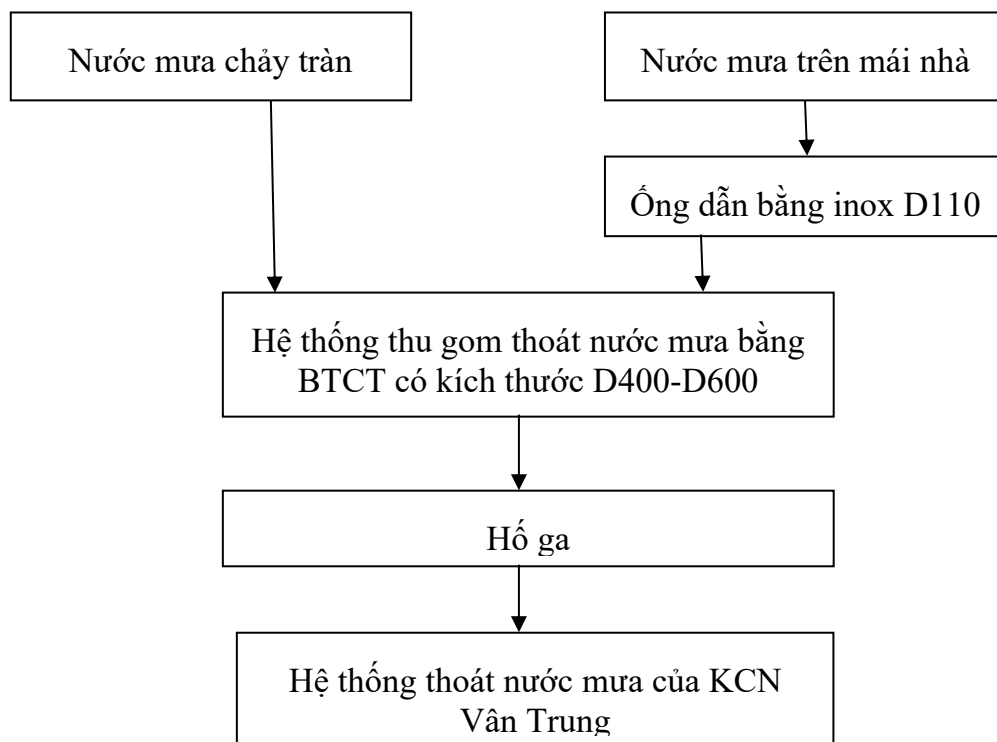 Nước mưa chảy tràn
Nước mưa trên mái nhà
Ống dẫn bằng inox D110
Hệ thống thu gom thoát nước mưa bằng
BTCT có kích thước D400-D600
Hố ga
Hệ thống thoát nước mưa của KCN
Vân Trung